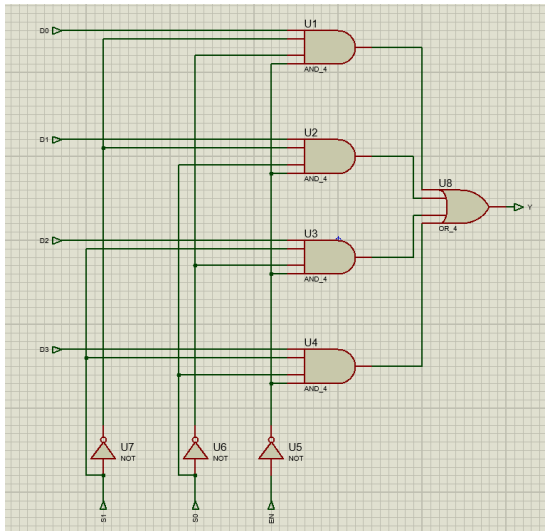 U1
D0
AND_4
U2
D1
AND_4
U8
Y
OR_4
U3
D2
AND_4
U4
D3
AND_4
U7
NOT
U6
NOT
U5
NOT
S1
S0
EN